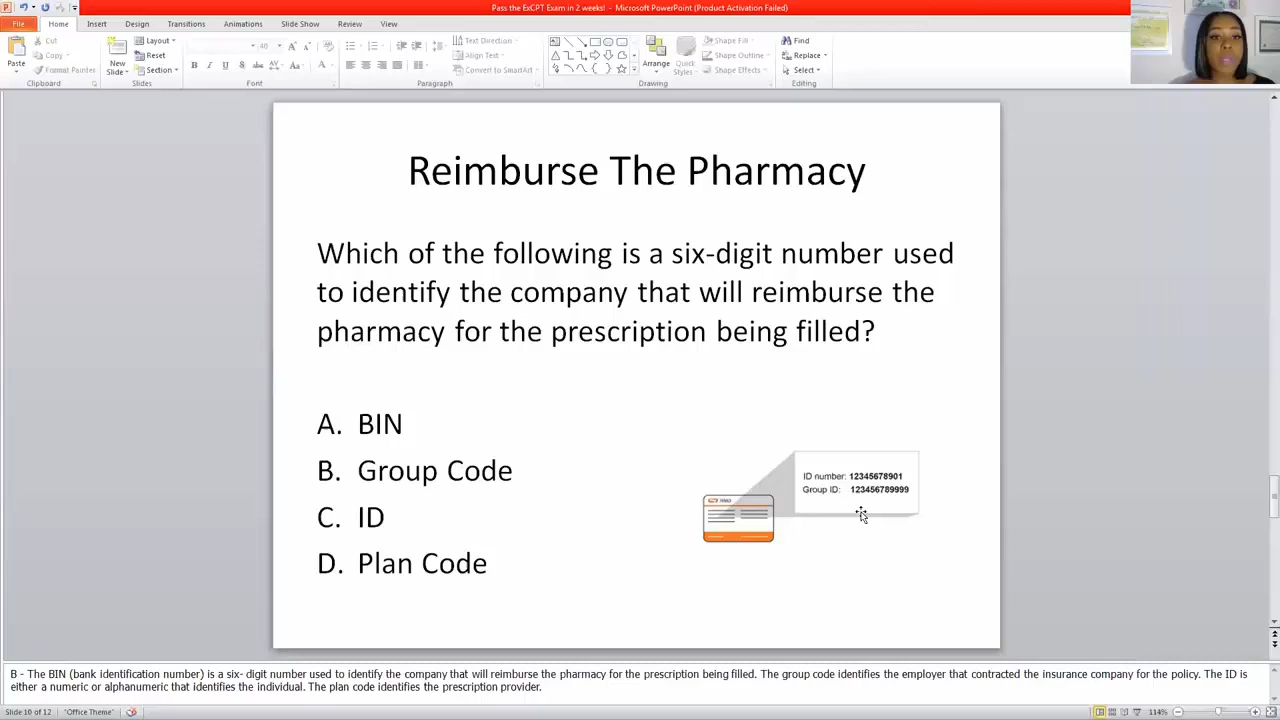 Pass the ExCPT Exam in 2 weeks! - Microsoft PowerPoint (Product Activation Failed)
File Home Insert Design Transitions Animations Slide Show Review View
Cut
Copy
Format Painter
Paste
Clipboard
New
Slide
Layout
Reset
Section
Slides
40
B I U S abc AV Aa A
Font
Text Direction
Align Text
Convert to SmartArt
Paragraph
Arrange
Quick
Styles
Shape Fill
Shape Outline
Shape Effects
Drawing
Find
Replace
Select
Editing
Reimburse The Pharmacy
Which of the following is a six-digit number used
to identify the company that will reimburse the
pharmacy for the prescription being filled?
A. BIN
B. Group Code
C. ID
D. Plan Code
ID number: 12345678901
Group ID: 123456789999
B - The BIN (bank identification number) is a six- digit number used to identify the company that will reimburse the pharmacy for the prescription being filled. The group code identifies the employer that contracted the insurance company for the policy. The ID is
either a numeric or alphanumeric that identifies the individual. The plan code identifies the prescription provider.
Slide 10 of 12 "Office Theme" 114%